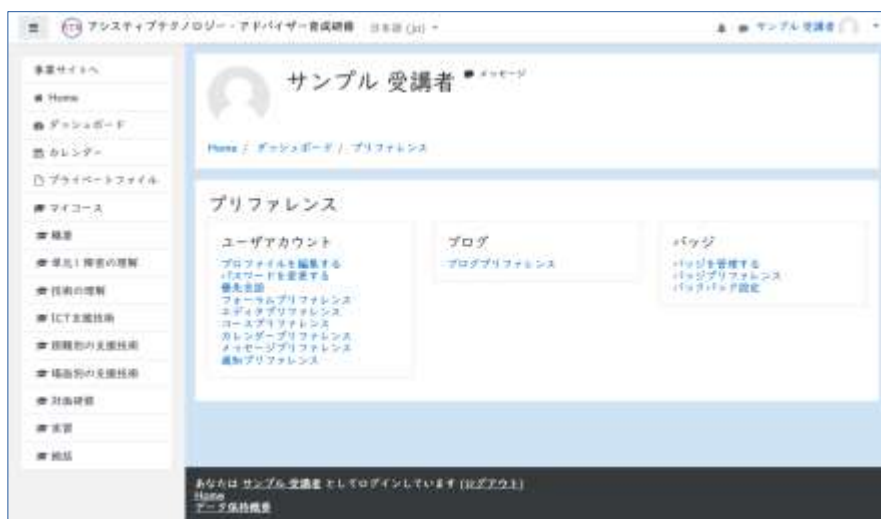 アシスティブテクノロジー・アドバイザー育成研修 日本語 (ja)
サンプル 受講者
事業サイトへ
Home
ダッシュボード
カレンダー
プライベートファイル
マイコース
概要
単元1 障害の理解
技術の理解
ICT支援技術
困難別の支援技術
場面別の支援技術
対面研修
実習
総括
サンプル 受講者 メッセージ
Home / ダッシュボード / プリファレンス
プリファレンス
ユーザアカウント
プロファイルを編集する
パスワードを変更する
優先言語
フォーラムプリファレンス
エディタプリファレンス
コースプリファレンス
カレンダープリファレンス
メッセージプリファレンス
通知プリファレンス
ブログ
ブログプリファレンス
バッジ
バッジを管理する
バッジプリファレンス
バックパック設定
あなたは サンプル 受講者 としてログインしています (ログアウト)
Home
データ保持概要